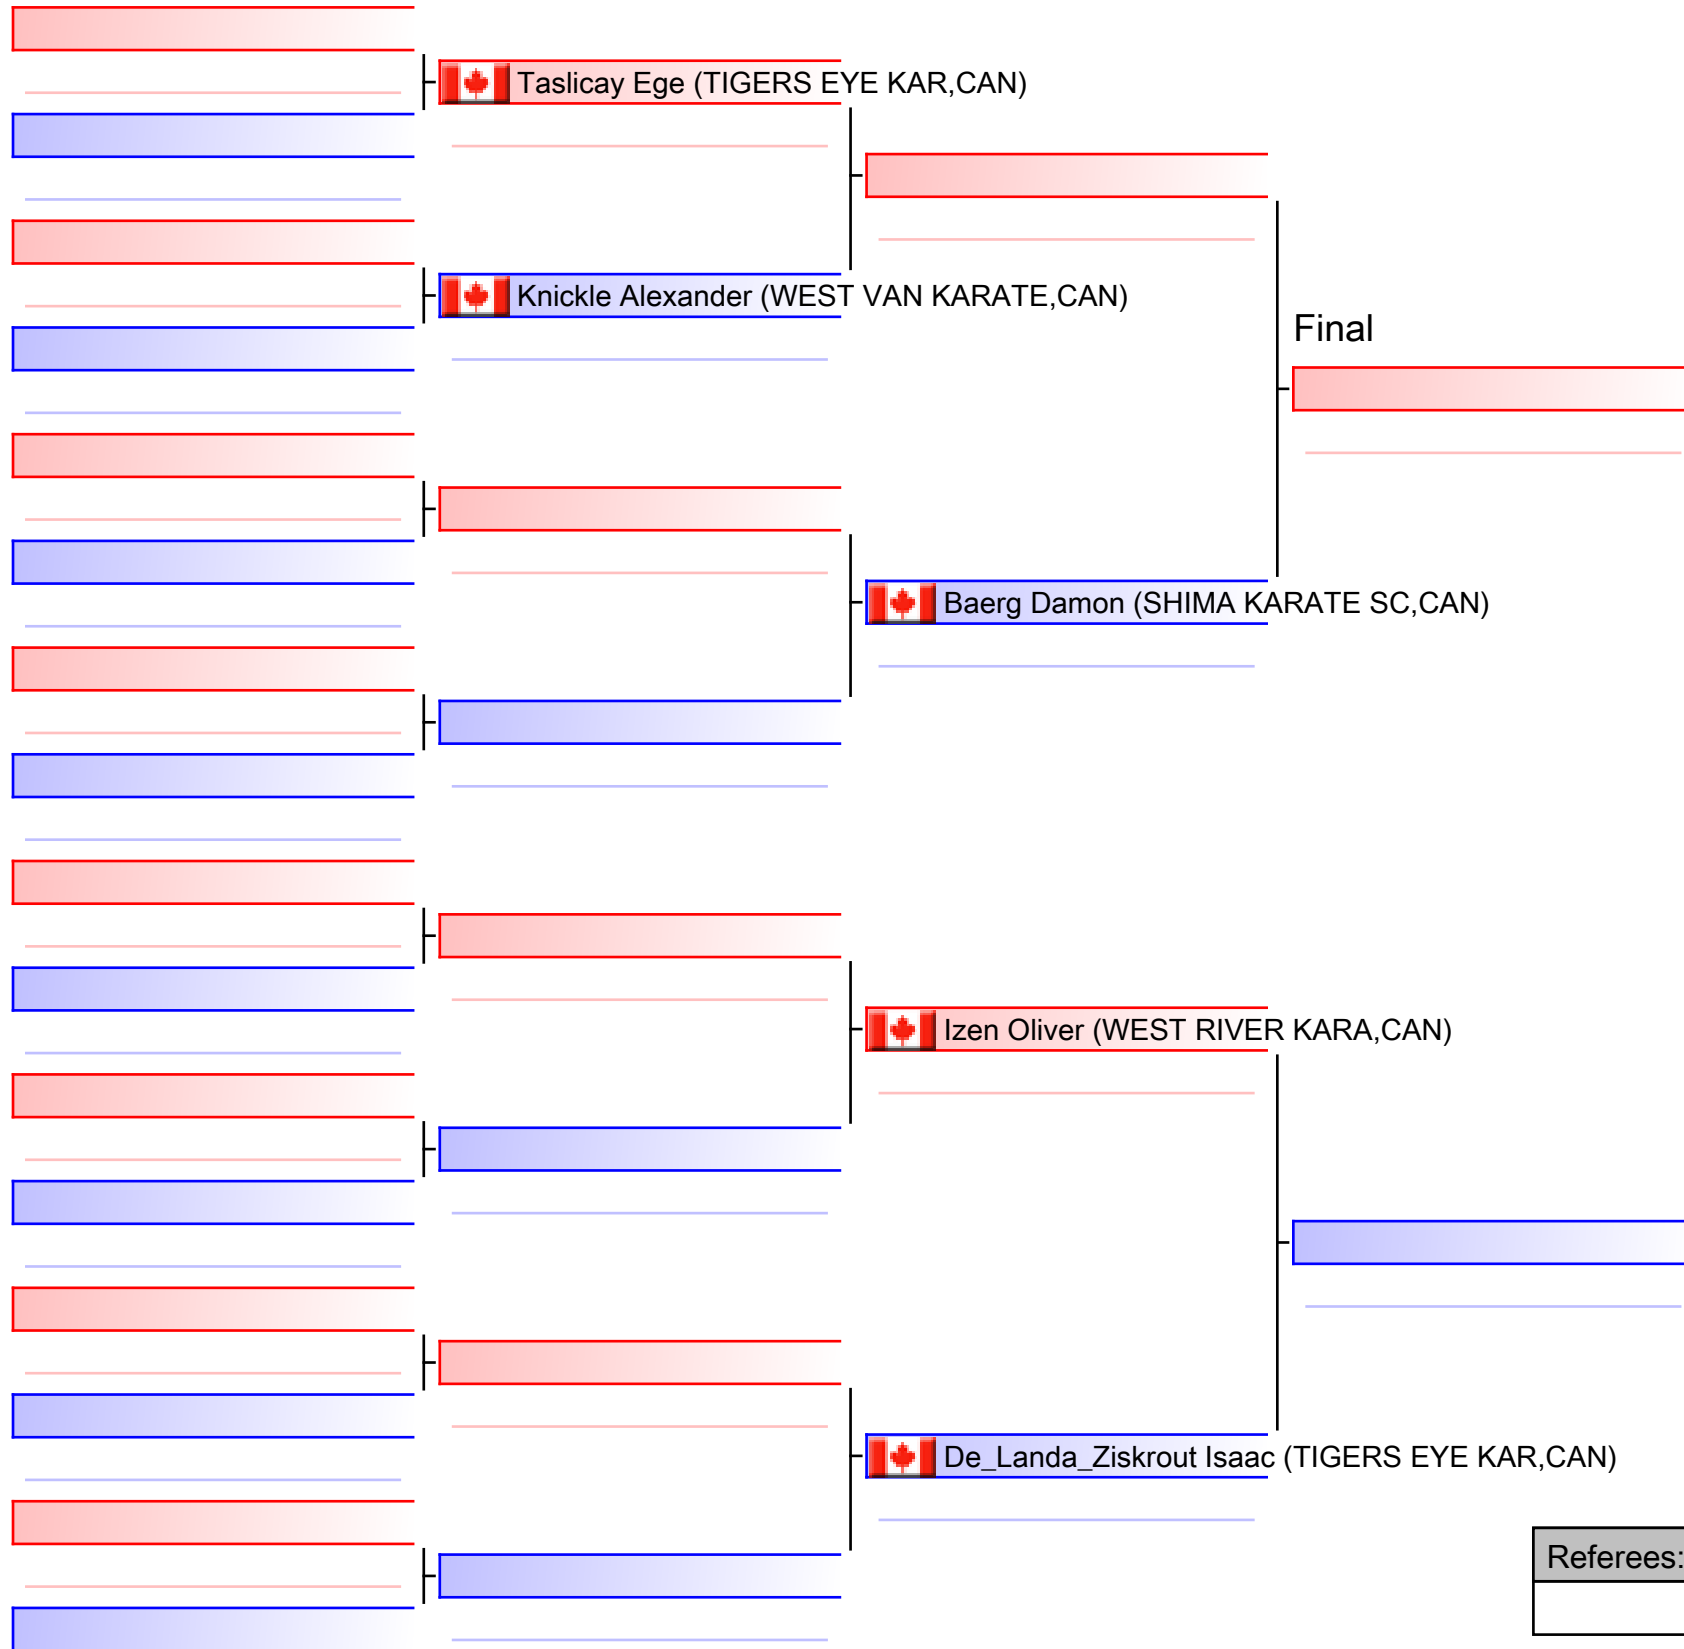 Taslicay Ege (TIGERS EYE KAR,CAN)
Knickle Alexander (WEST VAN KARATE,CAN)
Final
Baerg Damon (SHIMA KARATE SC,CAN)
Izen Oliver (WEST RIVER KARA,CAN)
De_Landa_Ziskrout Isaac (TIGERS EYE KAR,CAN)
Referees: